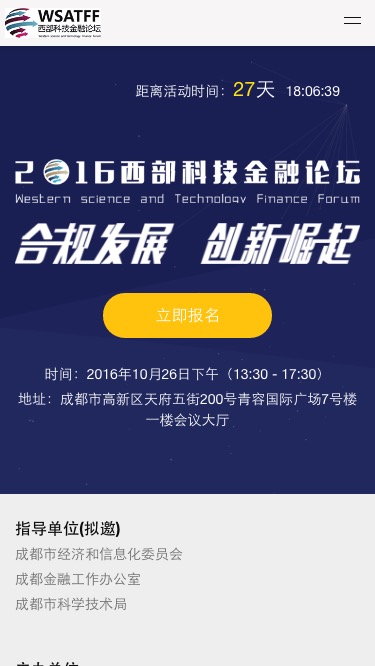 WSATFF
西部科技金融论坛
Western science and technology Finance Forum
距离活动时间：27天 18:06:39
2016西部科技金融论坛
Western science and Technology Finance Forum
合规发展 创新崛起
立即报名
时间：2016年10月26日下午（13:30 - 17:30）
地址：成都市高新区天府五街200号青容国际广场7号楼
一楼会议大厅
指导单位(拟邀)
成都市经济和信息化委员会
成都金融工作办公室
成都市科学技术局